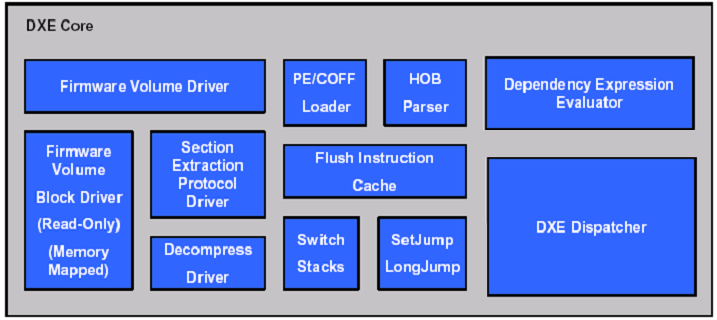 DXE Core
Firmware Volume Driver
PE/COFF
Loader
HOB
Parser
Dependency Expression
Evaluator
Firmware
Volume
Block Driver
(Read-Only)
(Memory
Mapped)
Section
Extraction
Protocol
Driver
Decompress
Driver
Flush Instruction
Cache
Switch
Stacks
SetJump
LongJump
DXE Dispatcher